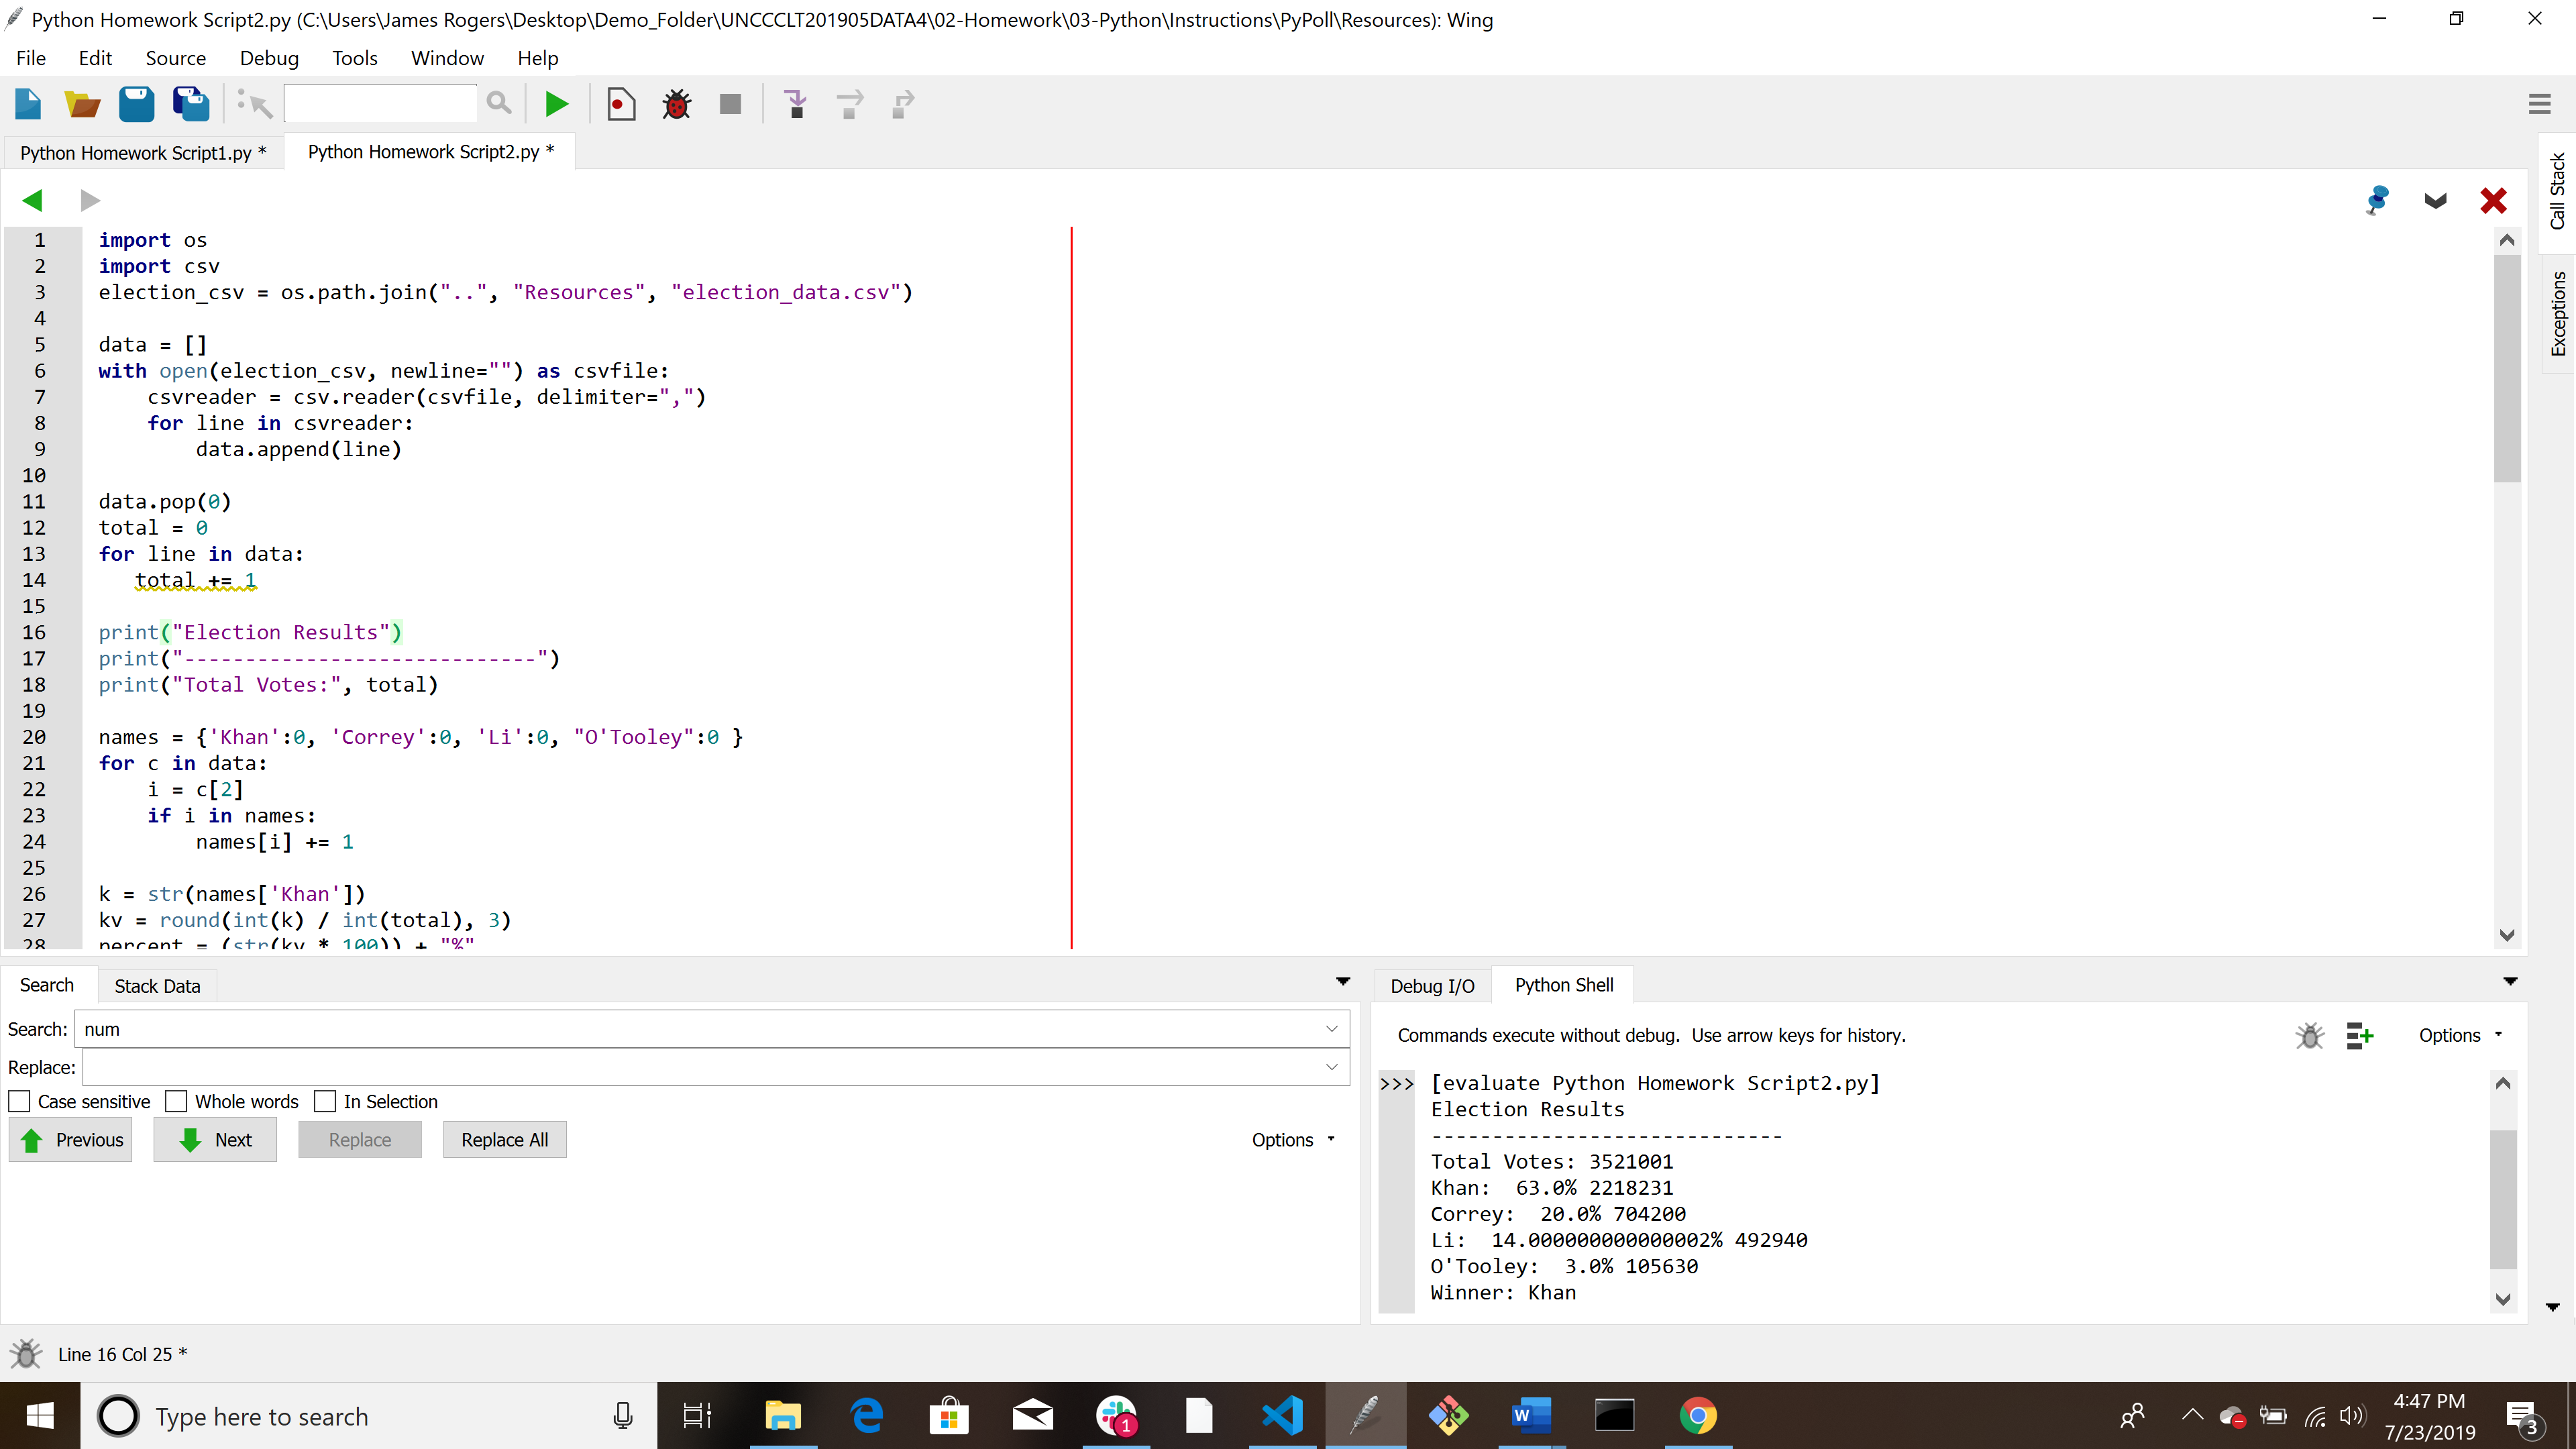 Python Homework Script2.py (C:\Users\James Rogers\Desktop\Demo_Folder\UNCCCLT201905DATA4\02-Homework\03-Python\Instructions\PyPoll\Resources): Wing
File Edit Source Debug Tools Window Help
Python Homework Script1.py * Python Homework Script2.py *
Call Stack
Exceptions
1 import os
2 import csv
3 election_csv = os.path.join("..", "Resources", "election_data.csv")
4
5 data = []
6 with open(election_csv, newline="") as csvfile:
7     csvreader = csv.reader(csvfile, delimiter=",")
8     for line in csvreader:
9         data.append(line)
10
11 data.pop(0)
12 total = 0
13 for line in data:
14    total += 1
15
16 print("Election Results")
17 print("-----------------------------")
18 print("Total Votes:", total)
19
20 names = {'Khan':0, 'Correy':0, 'Li':0, "O'Tooley":0 }
21 for c in data:
22     i = c[2]
23     if i in names:
24         names[i] += 1
25
26 k = str(names['Khan'])
27 kv = round(int(k) / int(total), 3)
28 percent = (str(kv * 100)) + "%"
Search Stack Data
Search: num
Replace:
Case sensitive Whole words In Selection
Previous Next Replace Replace All Options
Debug I/O Python Shell
Commands execute without debug. Use arrow keys for history.
Options
>>> [evaluate Python Homework Script2.py]
Election Results
-----------------------------
Total Votes: 3521001
Khan:  63.0% 2218231
Correy:  20.0% 704200
Li:  14.000000000000002% 492940
O'Tooley:  3.0% 105630
Winner: Khan
Line 16 Col 25 *
Type here to search
1
W
4:47 PM
7/23/2019
3